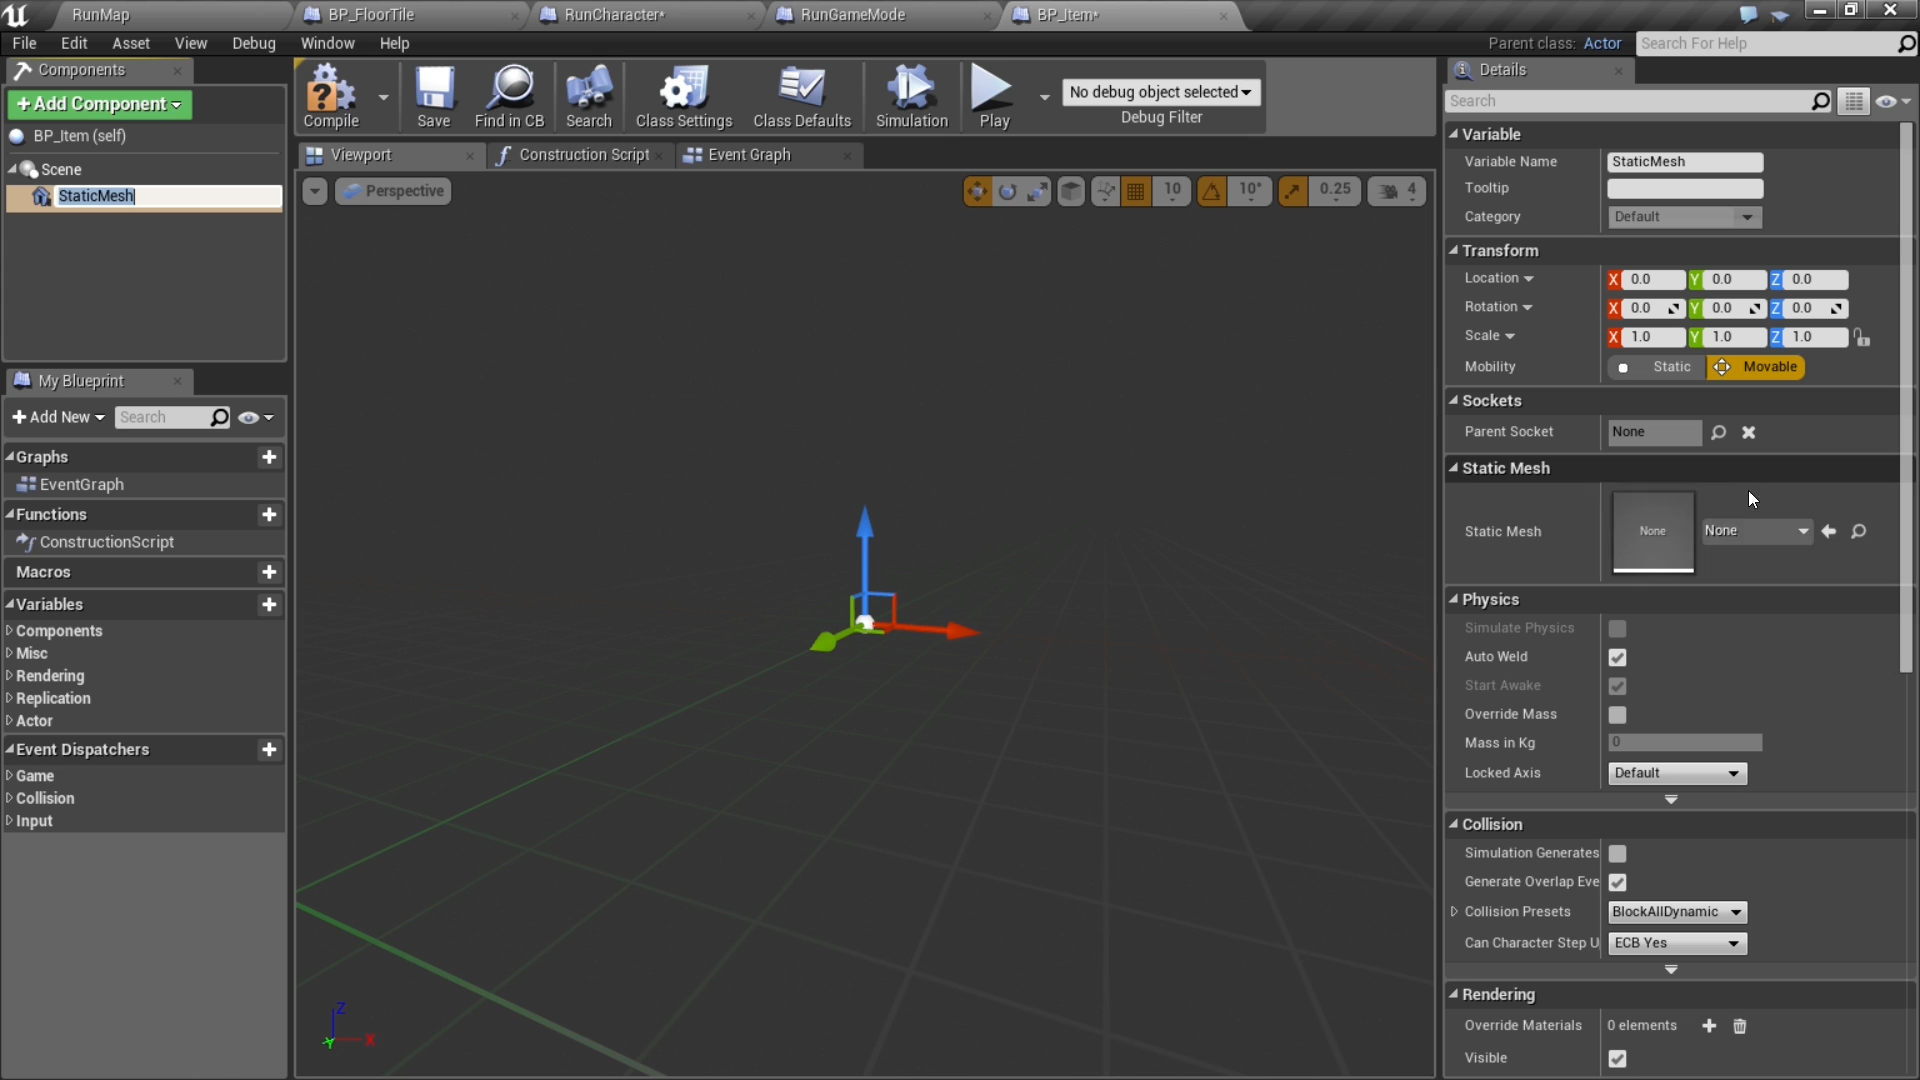 RunMap
BP_FloorTile
RunCharacter*
RunGameMode
BP_Item*
File Edit Asset View Debug Window Help
Parent class: Actor
Search For Help
Components
+Add Component
BP_Item (self)
Scene
StaticMesh
My Blueprint
+ Add New
Search
Graphs
EventGraph
Functions
ConstructionScript
Macros
Variables
Components
Misc
Rendering
Replication
Actor
Event Dispatchers
Game
Collision
Input
Compile
Save
Find in CB
Search
Class Settings
Class Defaults
Simulation
Play
No debug object selected
Debug Filter
Viewport
Construction Script
Event Graph
Perspective
10
10°
0.25
4
Z
Y
X
Details
Search
Variable
Variable Name StaticMesh
Tooltip
Category Default
Transform
Location X 0.0 Y 0.0 Z 0.0
Rotation X 0.0 Y 0.0 Z 0.0
Scale X 1.0 Y 1.0 Z 1.0
Mobility Static Movable
Sockets
Parent Socket None
Static Mesh
Static Mesh None None
Physics
Simulate Physics
Auto Weld
Start Awake
Override Mass
Mass in Kg 0
Locked Axis Default
Collision
Simulation Generates
Generate Overlap Eve
Collision Presets BlockAllDynamic
Can Character Step U ECB Yes
Rendering
Override Materials 0 elements
Visible